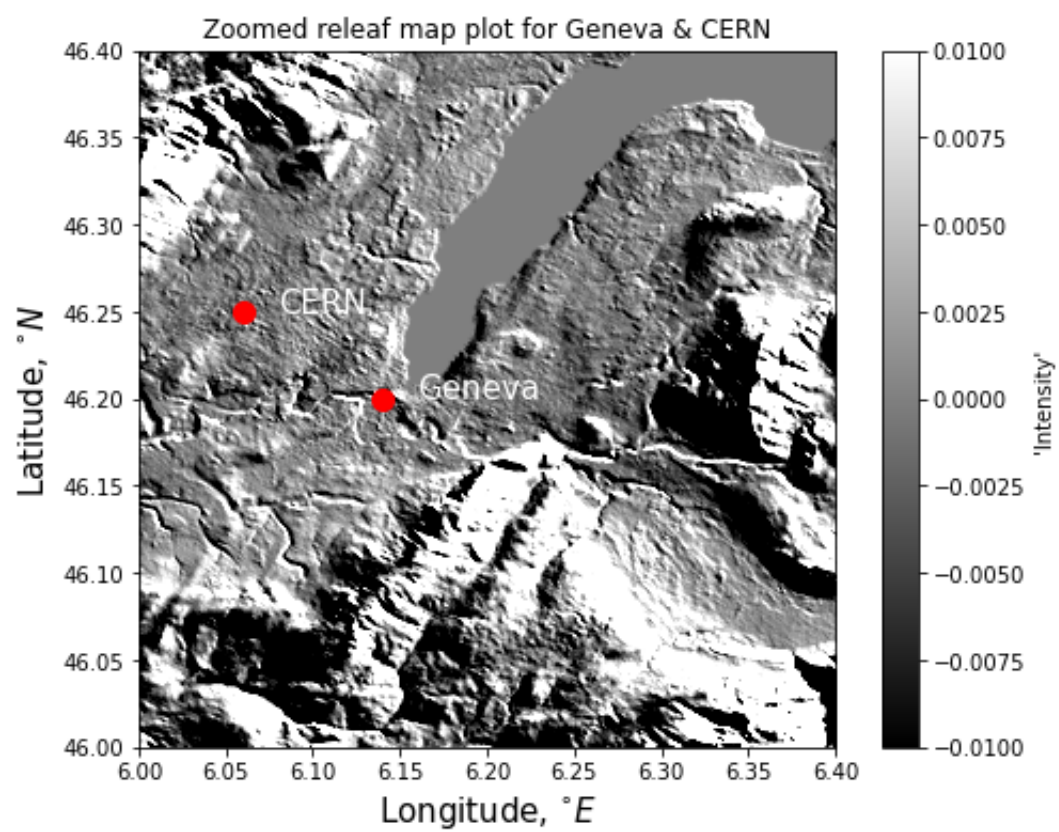 Zoomed releaf map plot for Geneva & CERN
46.40
46.35
46.30
46.25
46.20
46.15
46.10
46.05
46.00
Latitude, °N
CERN
Geneva
6.00 6.05 6.10 6.15 6.20 6.25 6.30 6.35 6.40
Longitude, °E
0.0100
0.0075
0.0050
0.0025
0.0000
−0.0025
−0.0050
−0.0075
−0.0100
'Intensity'